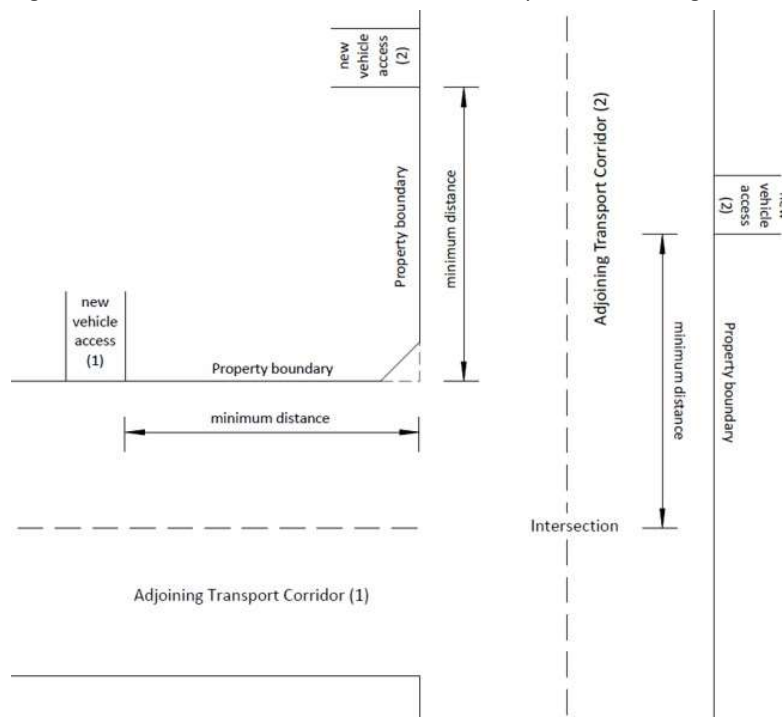 new
vehicle
access
(2)
Property boundary
minimum distance
Adjoining Transport Corridor (2)
vehicle
access
(2)
new
vehicle
access
(1)
Property boundary
minimum distance
minimum distance
Property boundary
Intersection
Adjoining Transport Corridor (1)